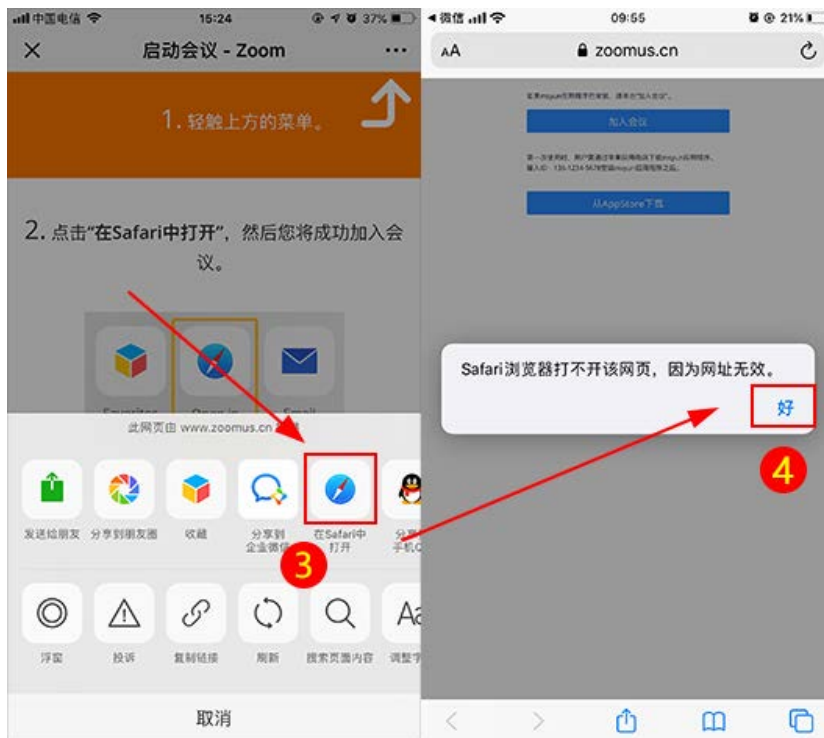 中国电信 15:24 37%
启动会议 - Zoom
1. 轻触上方的菜单。
2. 点击“在Safari中打开”，然后您将成功加入会
议。
此网页由 www.zoomus.cn
发送给朋友 分享到朋友圈 收藏 分享到 在Safari中
企业微信 打开
手机Q
3
浮窗 投诉 复制链接 刷新 搜索页面内容 调整字
取消
微信 09:55 21%
AA zoomus.cn
加入会议
从AppStore下载
Safari浏览器打不开该网页，因为网址无效。
好
4